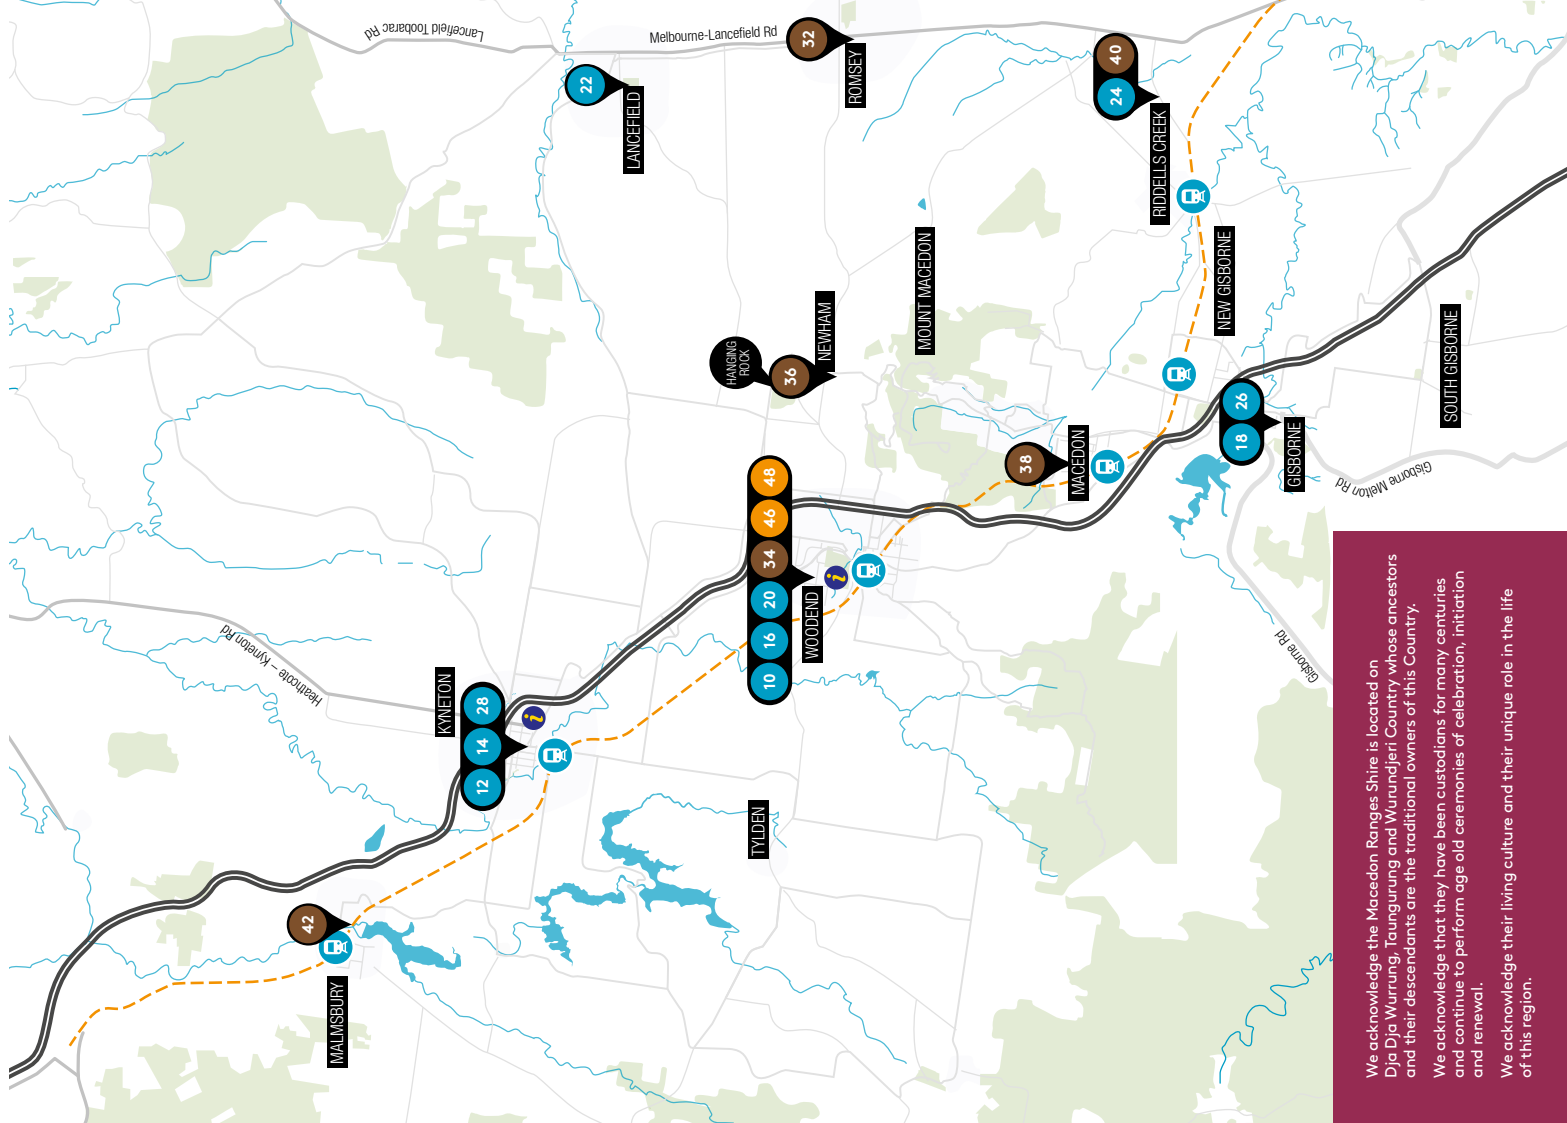 Lancefield Toobarac Rd
Melbourne-Lancefield Rd
32
ROMSEY
22
LANCEFIELD
24 40
RIDDELLS CREEK
MOUNT MACEDON
NEW GISBORNE
HANGING
ROCK
36
NEWHAM
38
MACEDON
18 26
GISBORNE
SOUTH GISBORNE
Gisborne Melton Rd
Gisborne Rd
10 16 20 34 46 48
WOODEND
i
Heathcote – Kyneton Rd
KYNETON
12 14 28
i
TYLDEN
42
MALMSBURY
We acknowledge the Macedon Ranges Shire is located on
Dja Dja Wurrung, Taungurung and Wurundjeri Country whose ancestors
and their descendants are the traditional owners of this Country.
We acknowledge that they have been custodians for many centuries
and continue to perform age old ceremonies of celebration, initiation
and renewal.
We acknowledge their living culture and their unique role in the life
of this region.